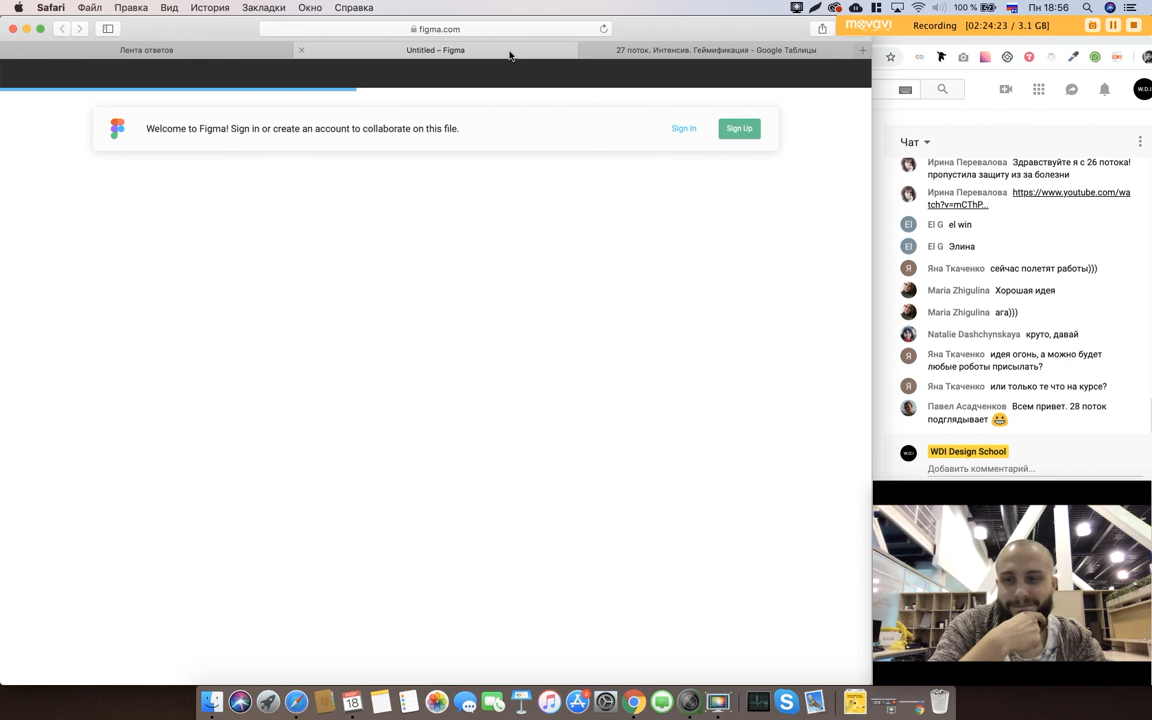 Safari Файл Правка Вид История Закладки Окно Справка 100 % Пн 18:56
movavi Recording [02:24:23 / 3.1 GB]
figma.com
Лента ответов Untitled – Figma 27 поток. Интенсив. Геймификация - Google Таблицы
Welcome to Figma! Sign in or create an account to collaborate on this file. Sign In Sign Up
Чат
Ирина Перевалова Здравствуйте я с 26 потока!
пропустила защиту из за болезни
Ирина Перевалова https://www.youtube.com/wa
tch?v=mCThP...
El G el win
El G Элина
Яна Ткаченко сейчас полетят работы)))
Maria Zhigulina Хорошая идея
Maria Zhigulina ага)))
Natalie Dashchynskaya круто, давай
Яна Ткаченко идея огонь, а можно будет
любые роботы присылать?
Яна Ткаченко или только те что на курсе?
Павел Асадченков Всем привет. 28 поток
подглядывает
WDI Design School
Добавить комментарий...